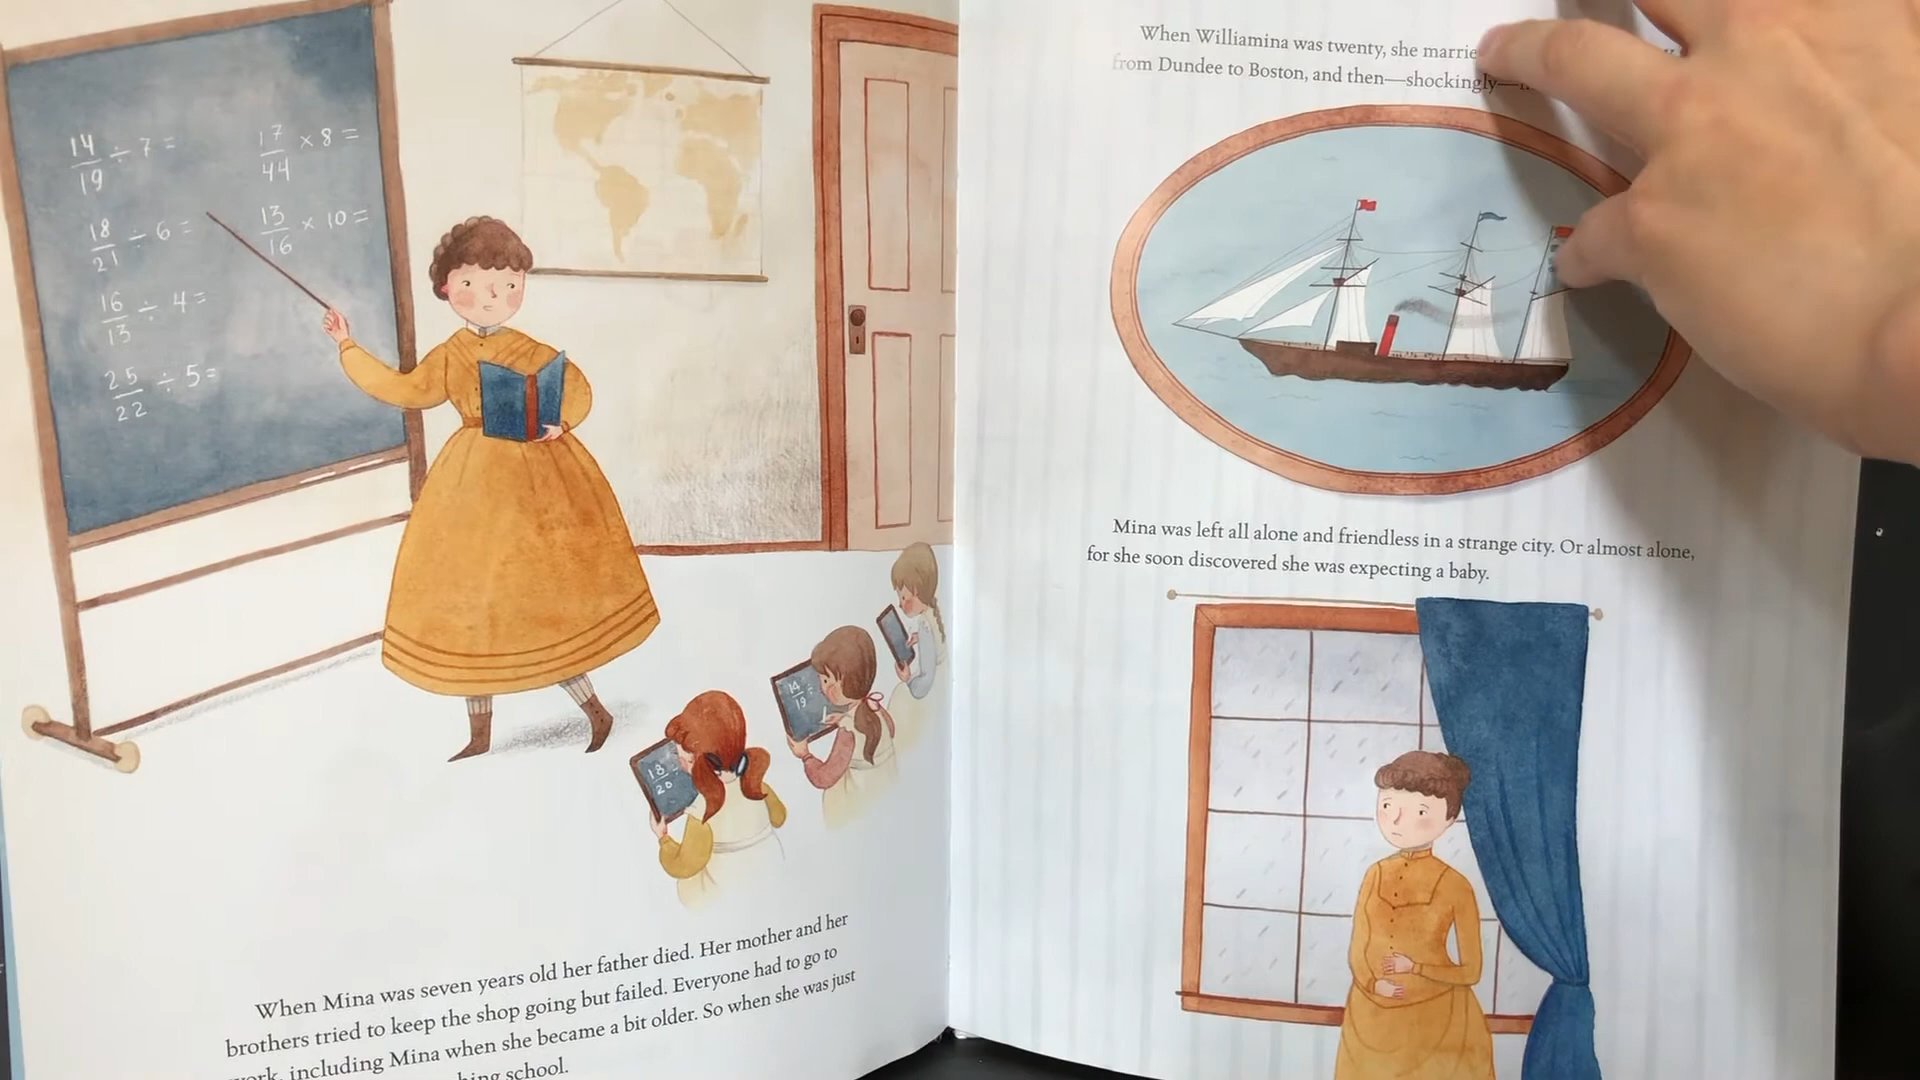 14/19 ÷ 7 =
17/44 × 8 =
18/21 ÷ 6 =
13/16 × 10 =
16/13 ÷ 4 =
25/22 ÷ 5 =
14/19 ÷
18/20 ÷
When Mina was seven years old her father died. Her mother and her
brothers tried to keep the shop going but failed. Everyone had to go to
including Mina when she became a bit older. So when she was just
school.
When Williamina was twenty, she
from Dundee to Boston, and then—shockingly—
Mina was left all alone and friendless in a strange city. Or almost alone,
for she soon discovered she was expecting a baby.